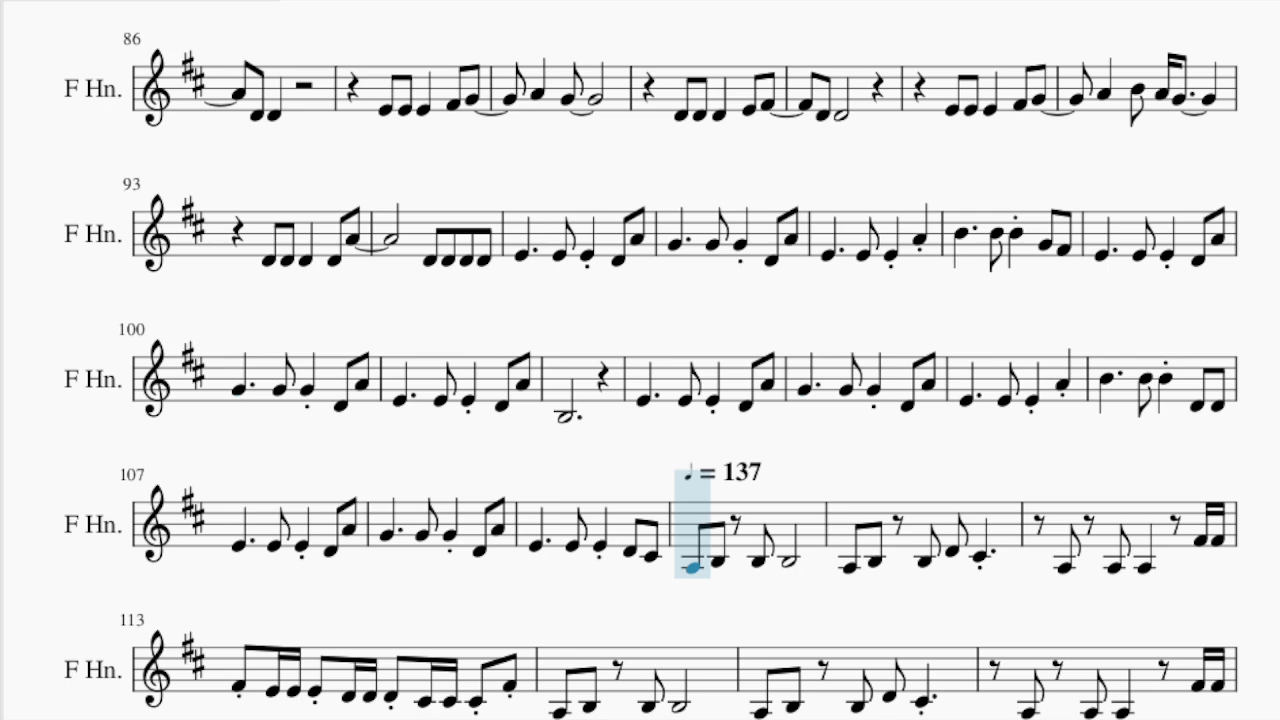 86
F Hn.
93
F Hn.
100
F Hn.
107
♩ = 137
F Hn.
113
F Hn.